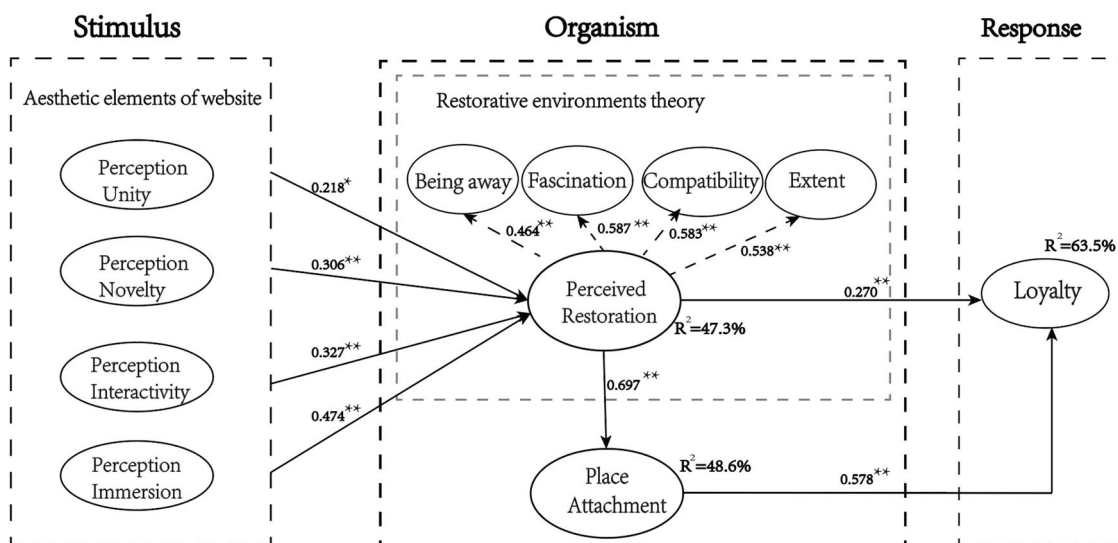 Stimulus
Organism
Response
Aesthetic elements of website
Restorative environments theory
Perception
Unity
Perception
Novelty
Perception
Interactivity
Perception
Immersion
0.218*
0.306**
0.327**
0.474**
Being away
Fascination
Compatibility
Extent
0.464**
0.587**
0.583**
0.538**
Perceived
Restoration
R²=47.3%
0.697**
Place
Attachment
R²=48.6%
0.270**
0.578**
R²=63.5%
Loyalty